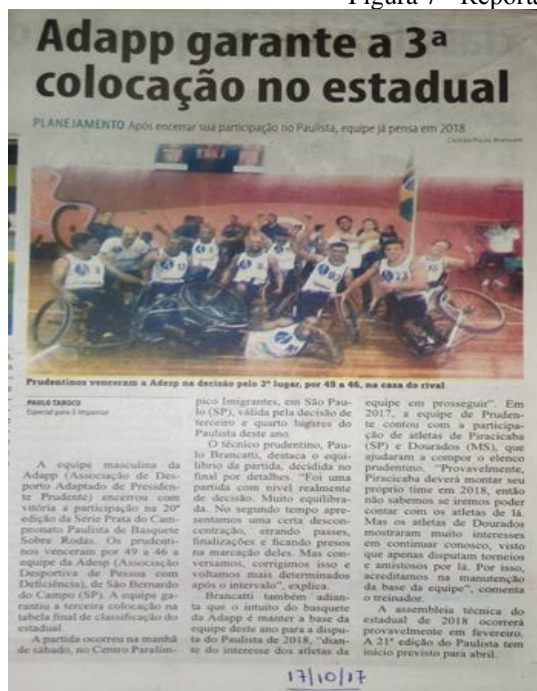 Figura 7 - Reporta
Adapp garante a 3ª
colocação no estadual
PLANEJAMENTO Após encerrar sua participação no Paulista, equipe já pensa em 2018
Prudentinos venceram a Adesp na decisão pelo 3º lugar, por 49 a 46, na casa do rival
PAULO TAROCO
Especial para O Imparcial
A equipe masculina da
Adapp (Associação de Des-
porto Adaptado de Presiden-
te Prudente) encerrou com
vitória a participação na 20ª
edição da Série Prata do Cam-
peonato Paulista de Basquete
Sobre Rodas. Os prudenti-
nos venceram por 49 a 46 a
equipe da Adesp (Associação
Desportiva de Pessoa com
Deficiência), de São Bernardo
do Campo (SP). A equipe ga-
rantiu a terceira colocação na
tabela final de classificação do
estadual.
A partida ocorreu na manhã
de sábado, no Centro Paralím-
pico Imigrantes, em São Pau-
lo (SP), válida pela decisão de
terceiro e quarto lugares do
Paulista deste ano.
O técnico prudentino, Pau-
lo Brancatti, destaca o equi-
líbrio da partida, decidida no
final por detalhes. "Foi uma
partida com nível realmente
de decisão. Muito equilibra-
da. No segundo tempo apre-
sentamos uma certa descon-
centração, errando passes,
finalizações e ficando presos
na marcação deles. Mas con-
versamos, corrigimos isso e
voltamos mais determinados
após o intervalo", explica.
Brancatti também adian-
ta que o intuito do basquete
da Adapp é manter a base da
equipe deste ano para a dispu-
ta do Paulista de 2018, "dian-
te do interesse dos atletas da
equipe em prosseguir". Em
2017, a equipe de Pruden-
te contou com a participa-
ção de atletas de Piracicaba
(SP) e Dourados (MS), que
ajudaram a compor o elenco
prudentino. "Provavelmente,
Piracicaba deverá montar seu
próprio time em 2018, então
não sabemos se iremos poder
contar com os atletas de lá.
Mas os atletas de Dourados
mostraram muito interesses
em continuar conosco, visto
que apenas disputam torneios
e amistosos por lá. Por isso,
acreditamos na manutenção
da base da equipe", comenta
o treinador.
A assembleia técnica do
estadual de 2018 ocorrerá
provavelmente em fevereiro.
A 21ª edição do Paulista tem
início previsto para abril.
17/10/17